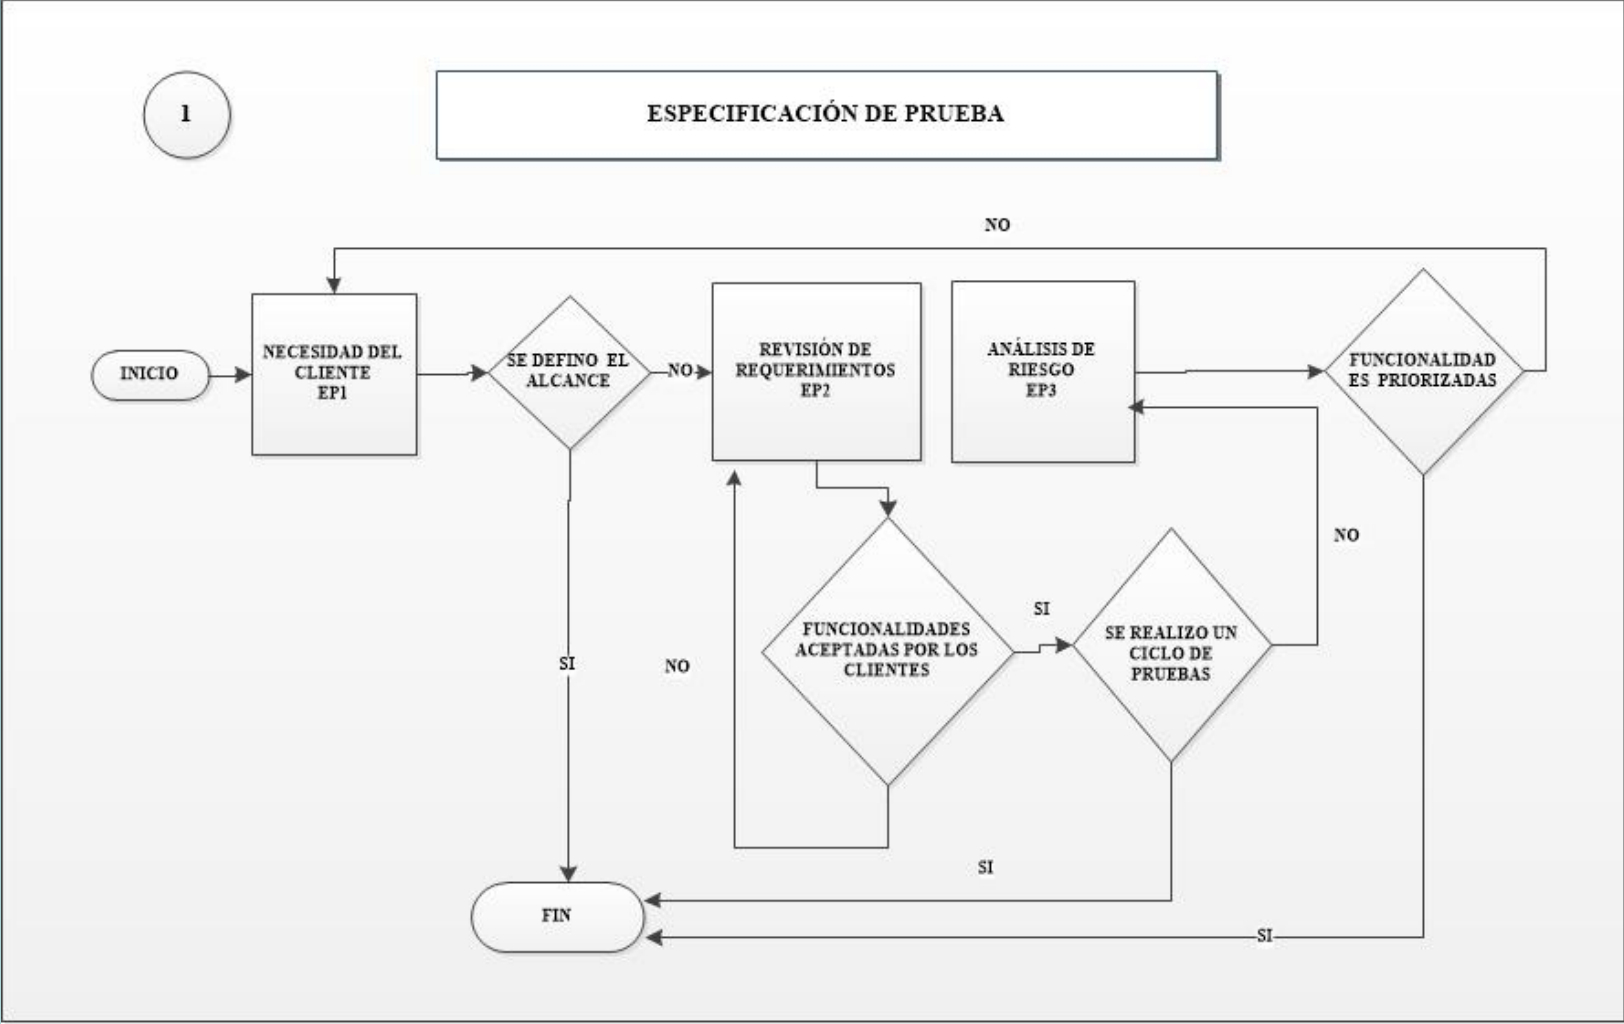 1
ESPECIFICACIÓN DE PRUEBA
NO
INICIO
NECESIDAD DEL
CLIENTE
EP1
SE DEFINO EL
ALCANCE
NO
REVISIÓN DE
REQUERIMIENTOS
EP2
ANÁLISIS DE
RIESGO
EP3
FUNCIONALIDAD
ES PRIORIZADAS
NO
SI
FUNCIONALIDADES
ACEPTADAS POR LOS
CLIENTES
SE REALIZO UN
CICLO DE
PRUEBAS
SI
NO
SI
FIN
SI